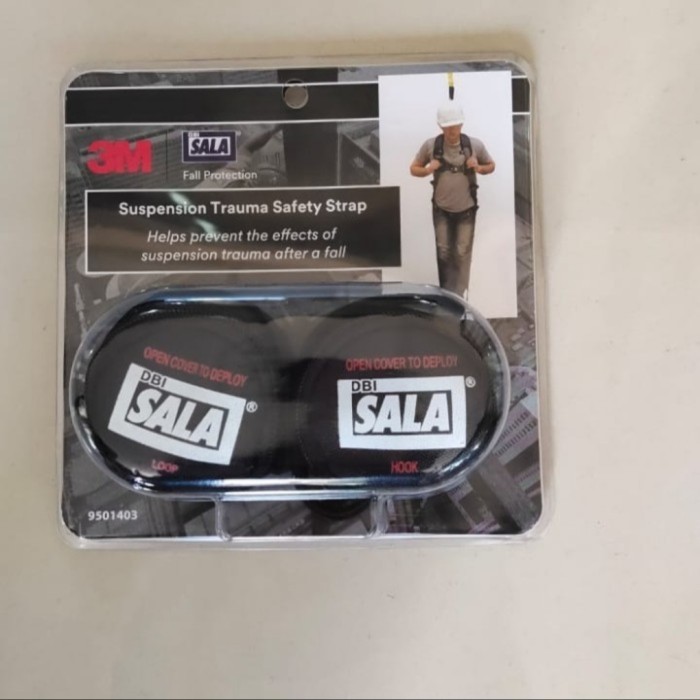 3M
DBI
SALA
Fall Protection
Suspension Trauma Safety Strap
Helps prevent the effects of
suspension trauma after a fall
OPEN COVER TO DEPLOY
DBI
SALA®
LOOP
OPEN COVER TO DEPLOY
DBI
SALA®
HOOK
9501403